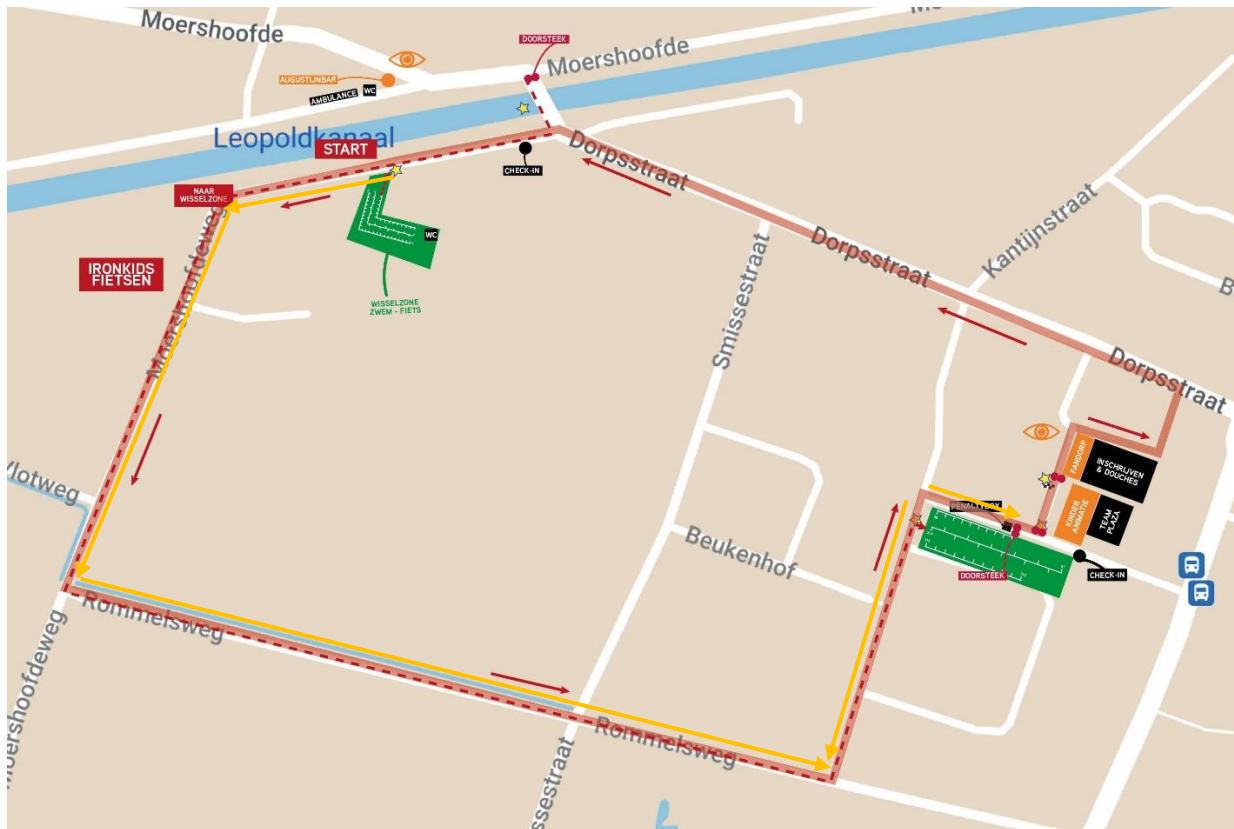 Moershoofde
Mo
DOORSTEEK
Moershoofde
AUGUSTIJNBAR
AMBULANCE
WC
Leopoldkanaal
START
CHECK-IN
Dorpsstraat
NAAR
WISSELZONE
WC
IRONKIDS
FIETSEN
WISSELZONE
ZWEM - FIETS
Moershoofdeweg
Smissestraat
Dorpsstraat
Kantijnstraat
B
Dorpsstraat
FANDORP
INSCHRIJVEN
& DOUCHES
KINDER
ANIMATIE
TEAM
PLAZA
PENALTYBOX
Vlotweg
Beukenhof
DOORSTEEK
CHECK-IN
Rommelsweg
Moershoofdeweg
Rommelsweg
ssestraat